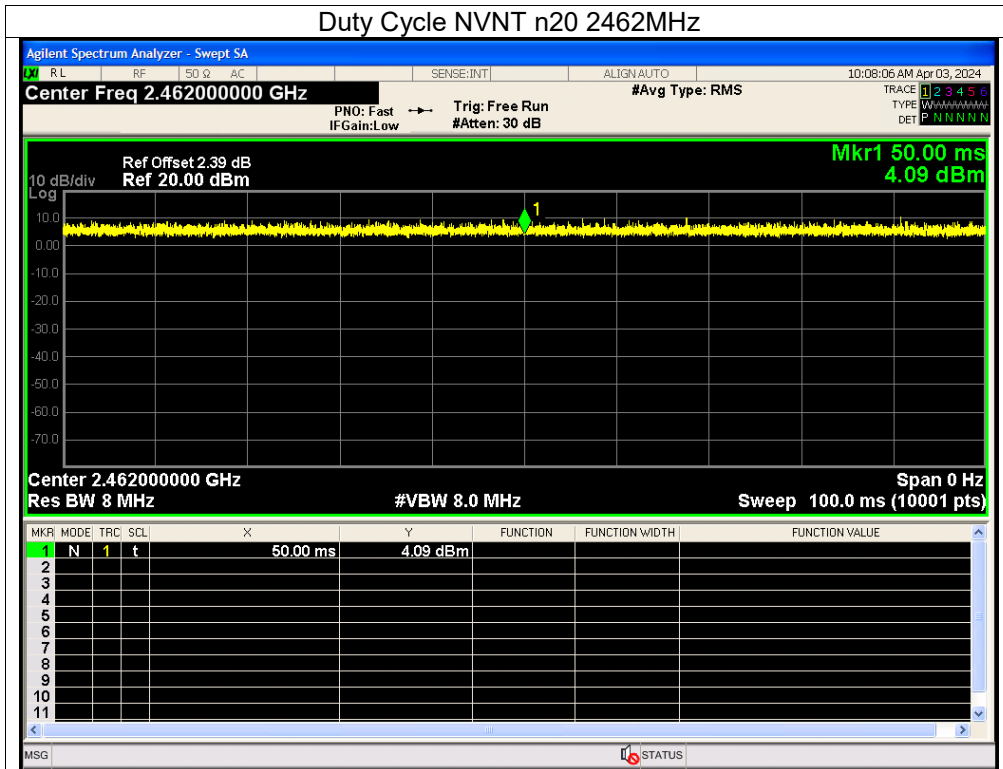 Duty Cycle NVNT n20 2462MHz
Agilent Spectrum Analyzer - Swept SA
LXI RL RF 50 Ω AC SENSE:INT ALIGN AUTO 10:08:06 AM Apr 03, 2024
Center Freq 2.462000000 GHz #Avg Type: RMS TRACE 1 2 3 4 5 6
PNO: Fast Trig: Free Run TYPE WWWWWW
IFGain:Low #Atten: 30 dB DET P N N N N N
Mkr1 50.00 ms
Ref Offset 2.39 dB
10 dB/div Ref 20.00 dBm 4.09 dBm
Log
10.0
1
0.00
-10.0
-20.0
-30.0
-40.0
-50.0
-60.0
-70.0
Center 2.462000000 GHz Span 0 Hz
Res BW 8 MHz #VBW 8.0 MHz Sweep 100.0 ms (10001 pts)
MKR MODE TRC SCL X Y FUNCTION FUNCTION WIDTH FUNCTION VALUE
1 N 1 t 50.00 ms 4.09 dBm
2
3
4
5
6
7
8
9
10
11
MSG STATUS